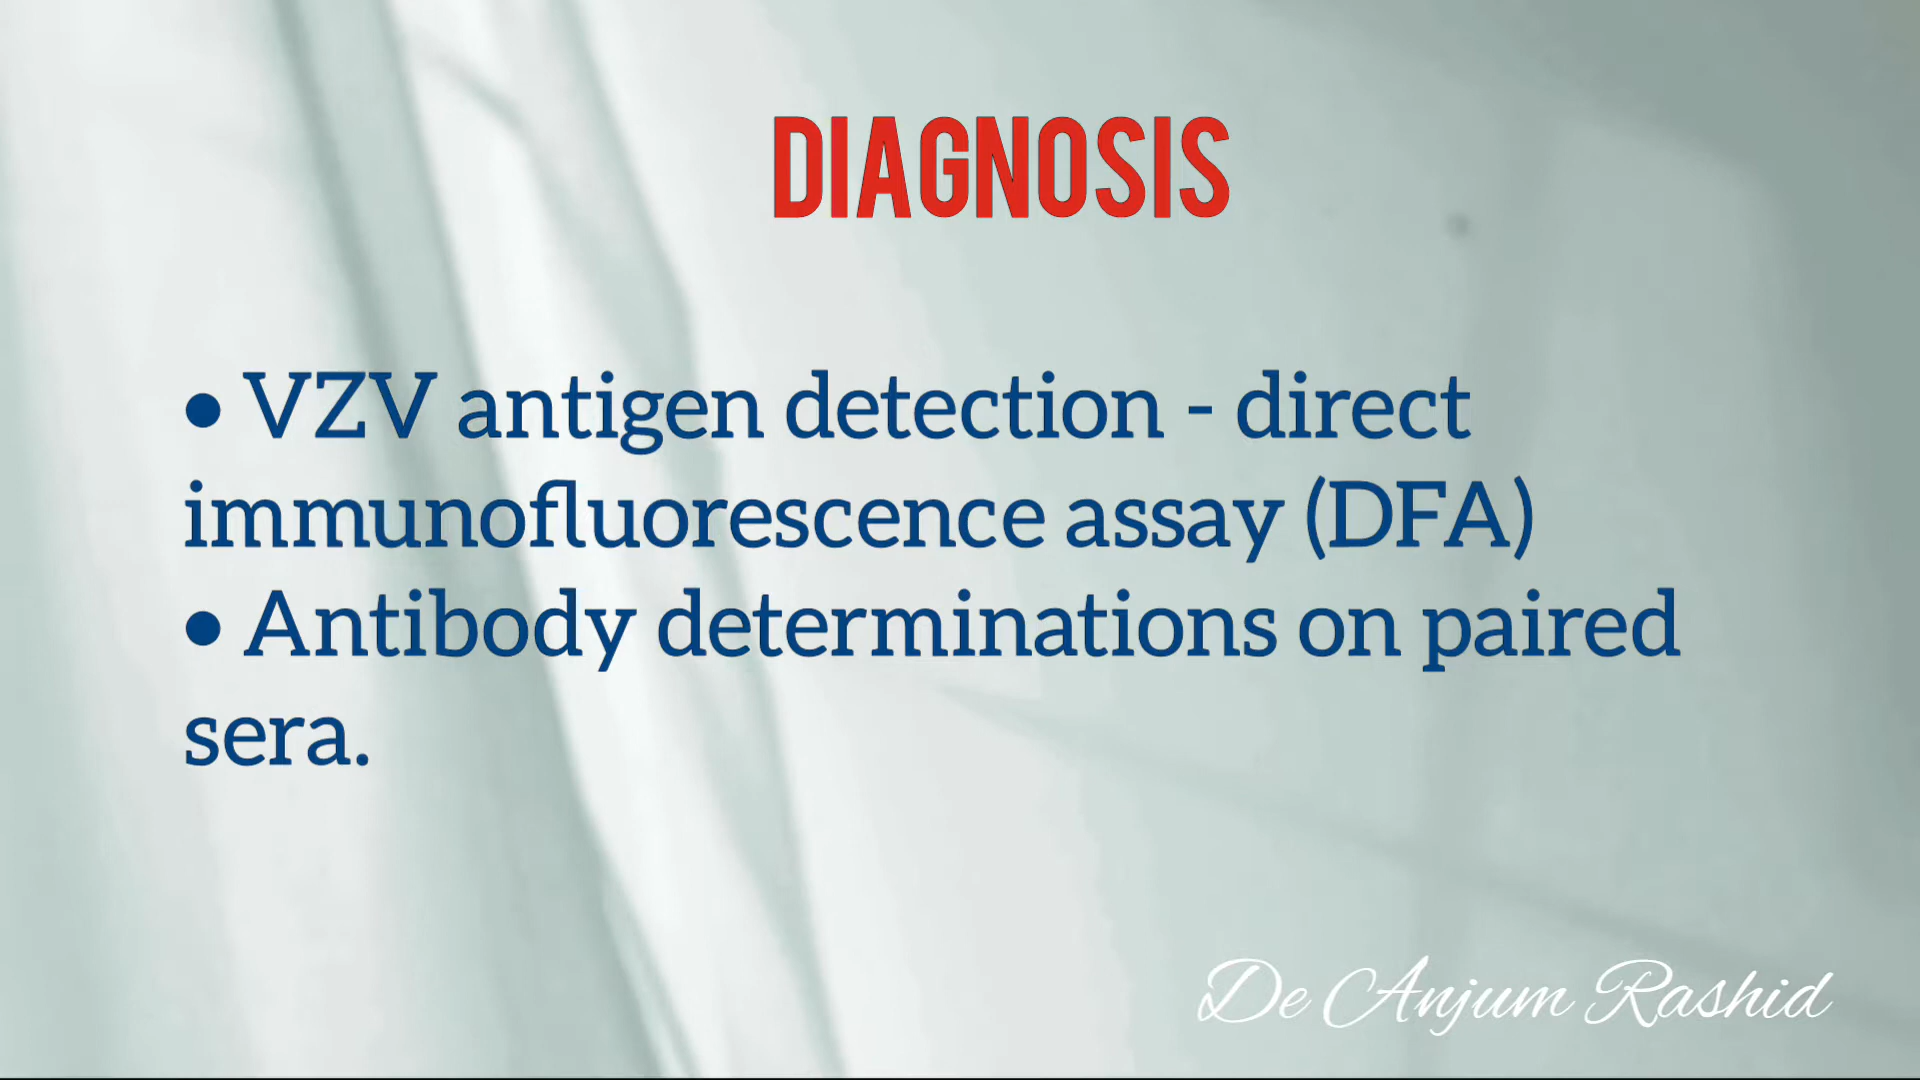 DIAGNOSIS
• VZV antigen detection - direct
immunofluorescence assay (DFA)
• Antibody determinations on paired
sera.
De Anjum Rashid